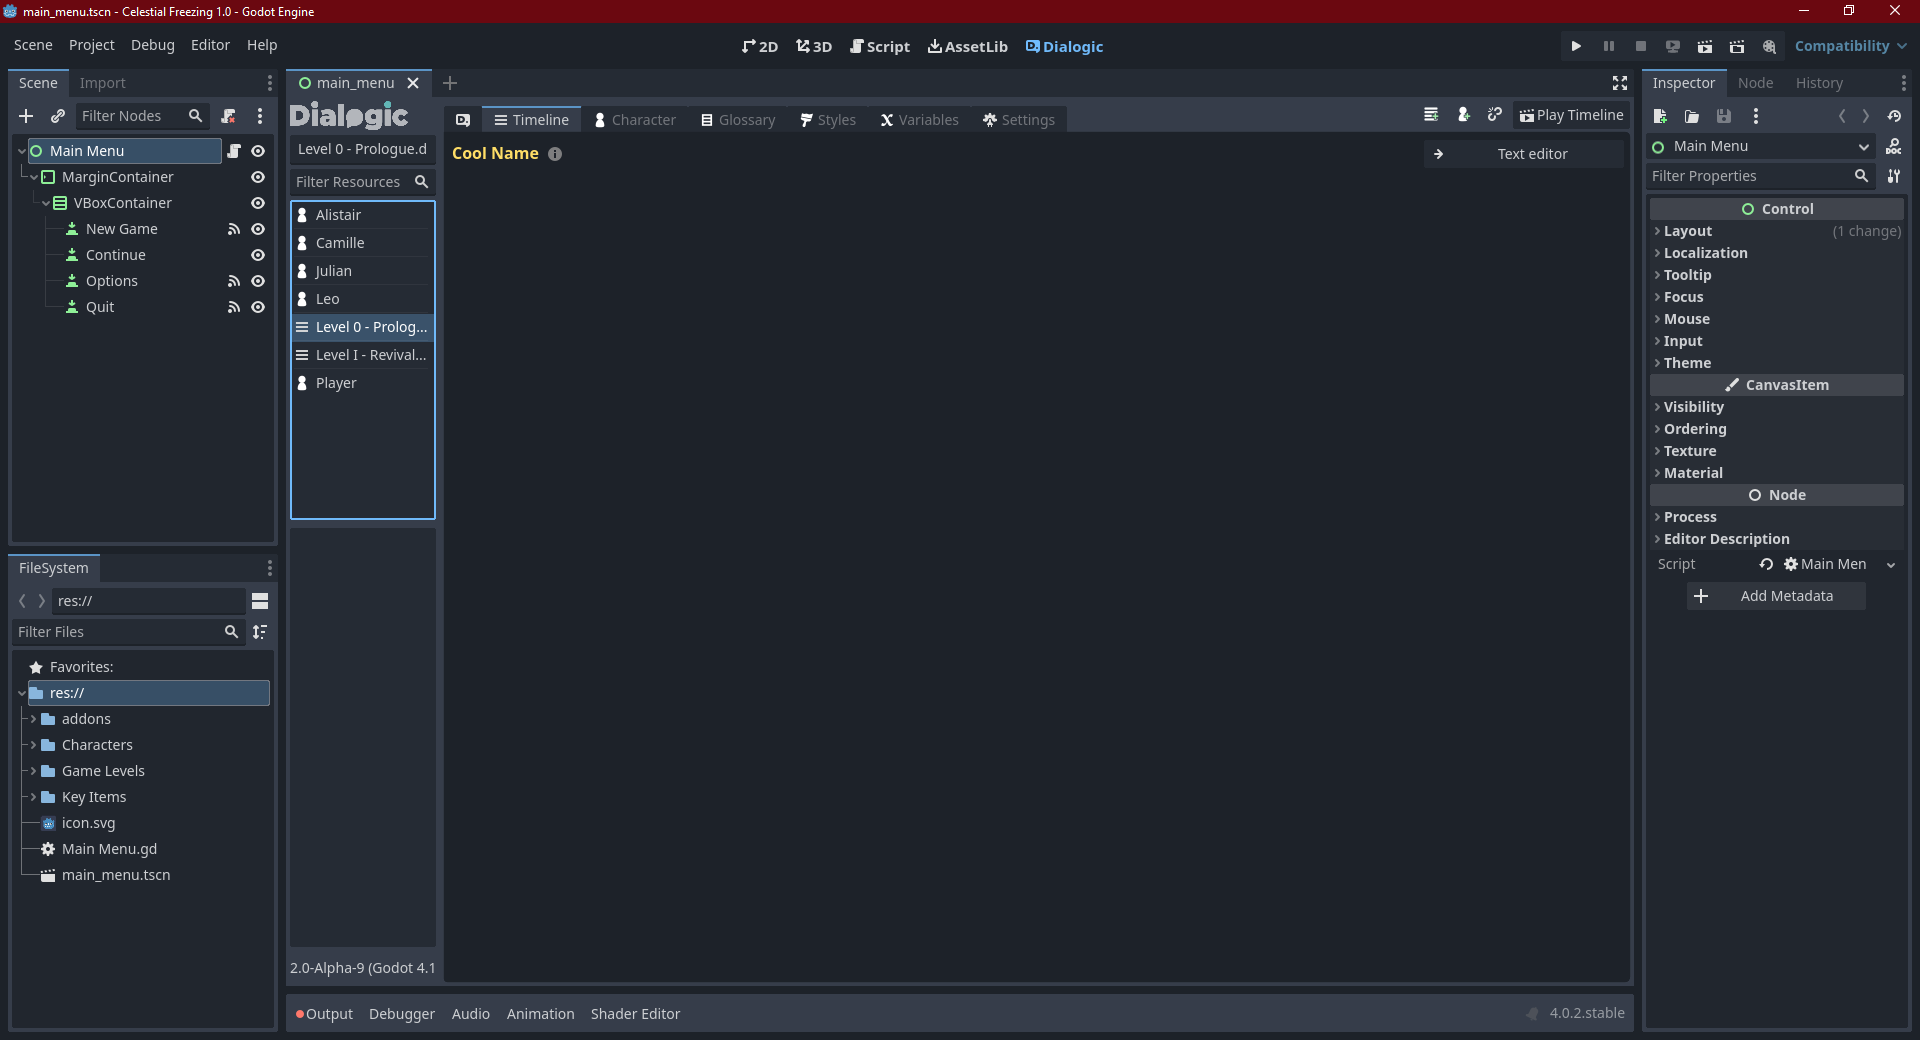 main_menu.tscn - Celestial Freezing 1.0 - Godot Engine
Scene Project Debug Editor Help
2D 3D Script AssetLib Dialogic
Compatibility
Scene Import
Filter Nodes
Main Menu
MarginContainer
VBoxContainer
New Game
Continue
Options
Quit
FileSystem
res://
Filter Files
Favorites:
res://
addons
Characters
Game Levels
Key Items
icon.svg
Main Menu.gd
main_menu.tscn
main_menu
Dialogic
Level 0 - Prologue.d
Filter Resources
Alistair
Camille
Julian
Leo
Level 0 - Prolog...
Level I - Revival...
Player
2.0-Alpha-9 (Godot 4.1
Timeline Character Glossary Styles Variables Settings
Play Timeline
Cool Name
Text editor
Output Debugger Audio Animation Shader Editor
4.0.2.stable
Inspector Node History
Main Menu
DOC
Filter Properties
Control
Layout (1 change)
Localization
Tooltip
Focus
Mouse
Input
Theme
CanvasItem
Visibility
Ordering
Texture
Material
Node
Process
Editor Description
Script Main Men
Add Metadata